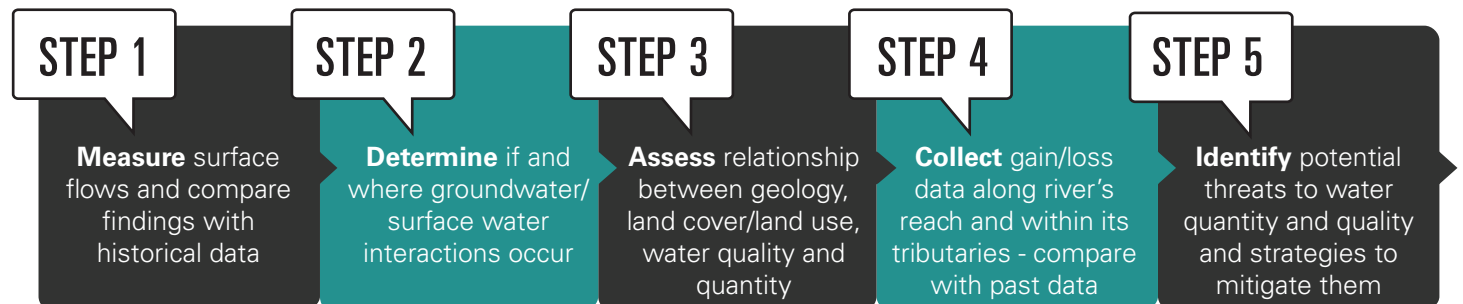 STEP 1
Measure surface
flows and compare
findings with
historical data
STEP 2
Determine if and
where groundwater/
surface water
interactions occur
STEP 3
Assess relationship
between geology,
land cover/land use,
water quality and
quantity
STEP 4
Collect gain/loss
data along river's
reach and within its
tributaries - compare
with past data
STEP 5
Identify potential
threats to water
quantity and quality
and strategies to
mitigate them